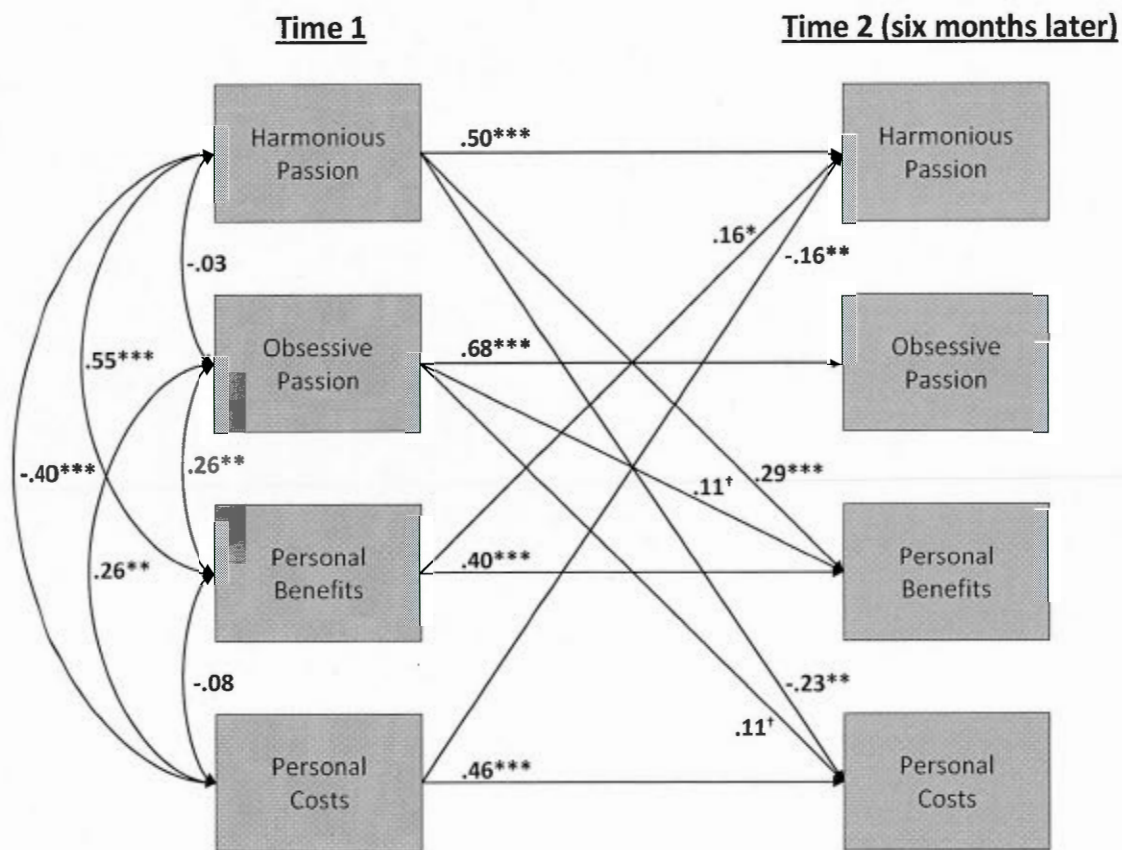 Time 1
Time 2 (six months later)
Harmonious
Passion
.50***
Harmonious
Passion
.16*
-.16**
-.03
Obsessive
Passion
.68***
Obsessive
Passion
.55***
-.40***
.26**
.11†
.29***
Personal
Benefits
.40***
Personal
Benefits
.26**
-.08
-.23**
.11†
Personal
Costs
.46***
Personal
Costs